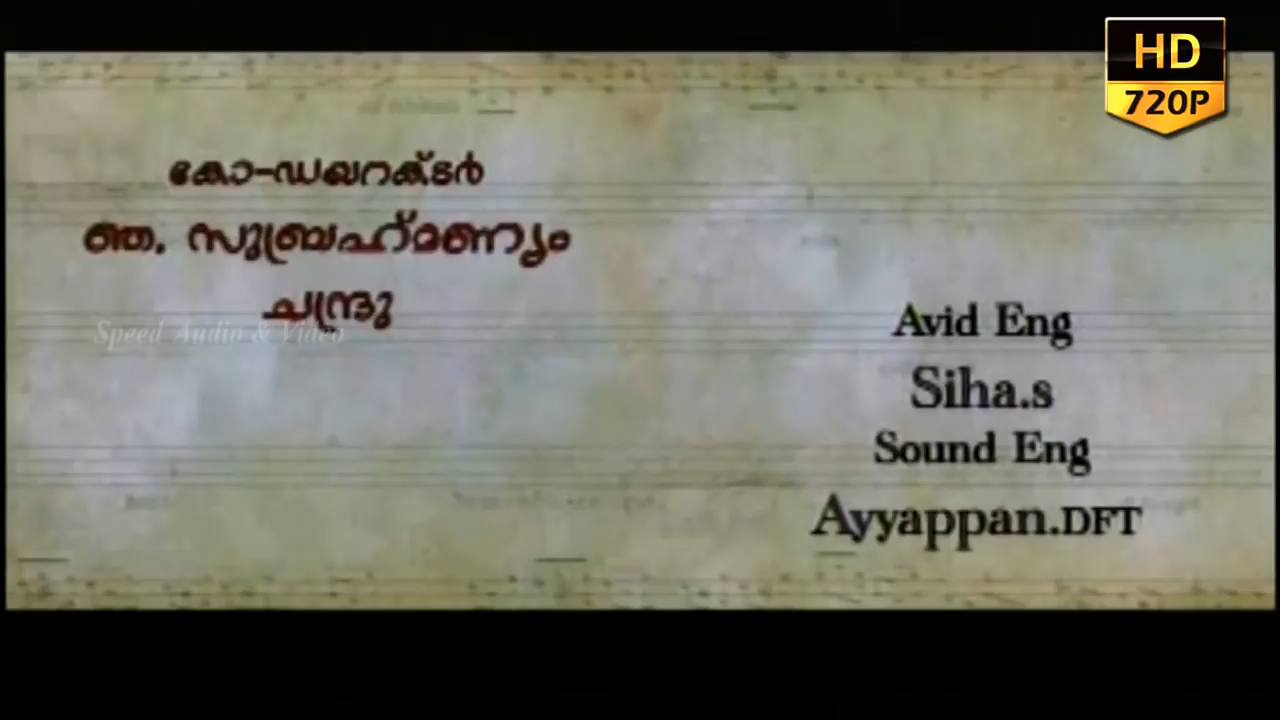 HD
720P
കോ-ഡയറക്ടർ
ഞ. സുബ്രഹ്‌മണ്യം
ചന്ദ്രു
Speed Audio & Video
Avid Eng
Siha.s
Sound Eng
Ayyappan.DFT